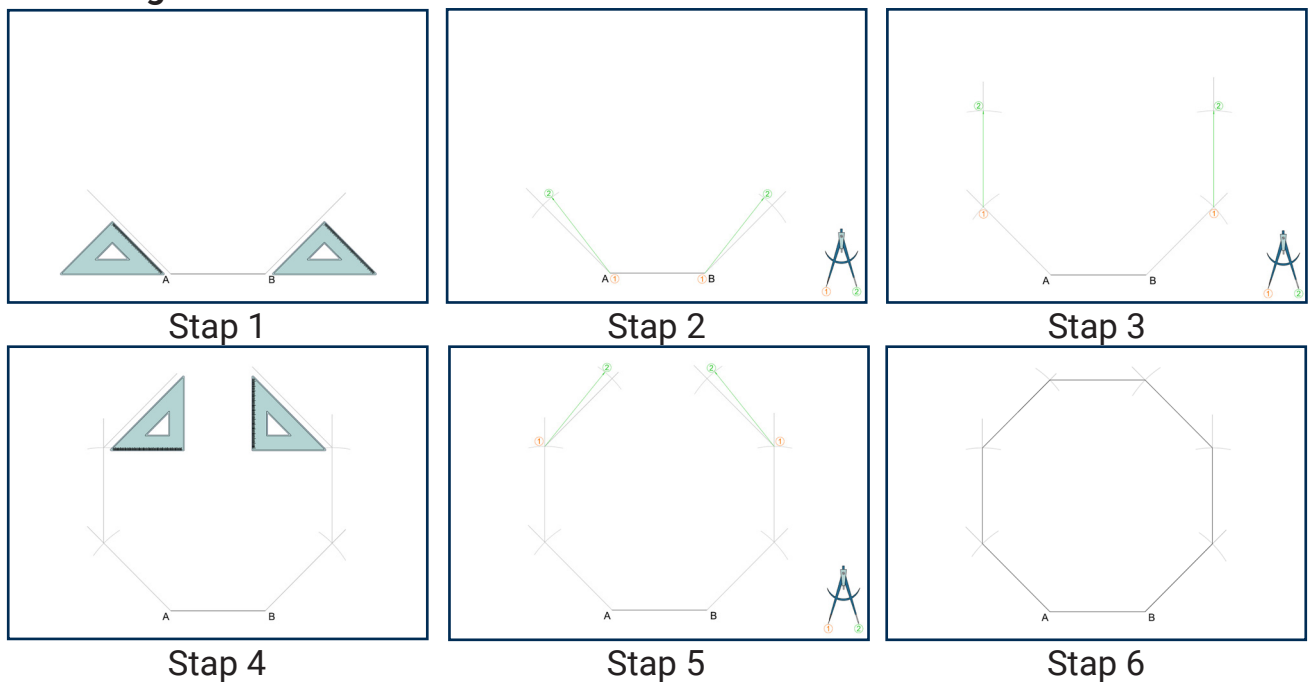 A B
A ① ① B
② ②
① ②
② ②
① ①
A B
① ②
Stap 1 Stap 2 Stap 3
A B
② ②
① ①
A B
① ②
A B
Stap 4 Stap 5 Stap 6